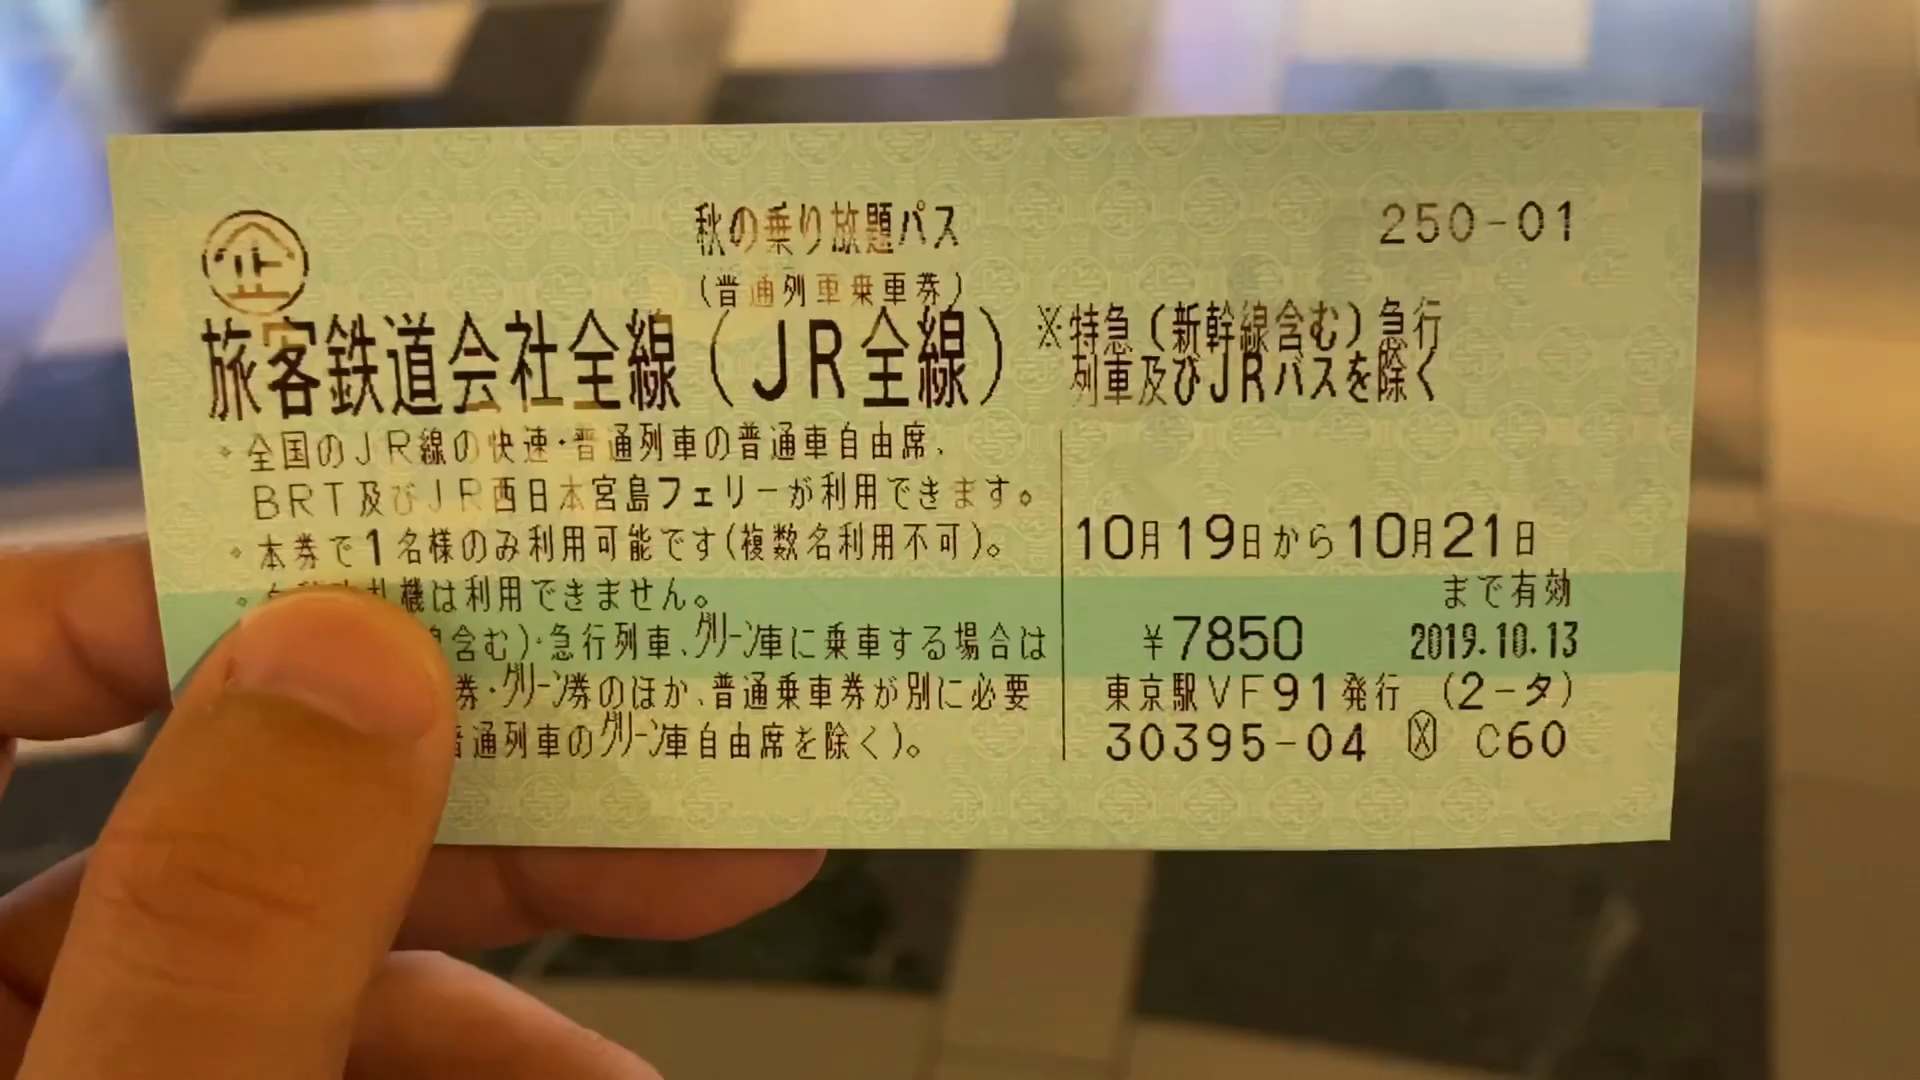 企
秋の乗り放題パス
250-01
(普通列車乗車券)
旅客鉄道会社全線(JR全線)
※特急(新幹線含む)急行
列車及びJRバスを除く
・全国のJR線の快速・普通列車の普通車自由席、
BRT及びJR西日本宮島フェリーが利用できます。
・本券で1名様のみ利用可能です(複数名利用不可)。
札機は利用できません。
含む)・急行列車、グリーン車に乗車する場合は
券・グリーン券のほか、普通乗車券が別に必要
普通列車のグリーン車自由席を除く)。
10月19日から10月21日
まで有効
¥7850
2019.10.13
東京駅VF91発行 (2-タ)
30395-04 Ⓧ C60